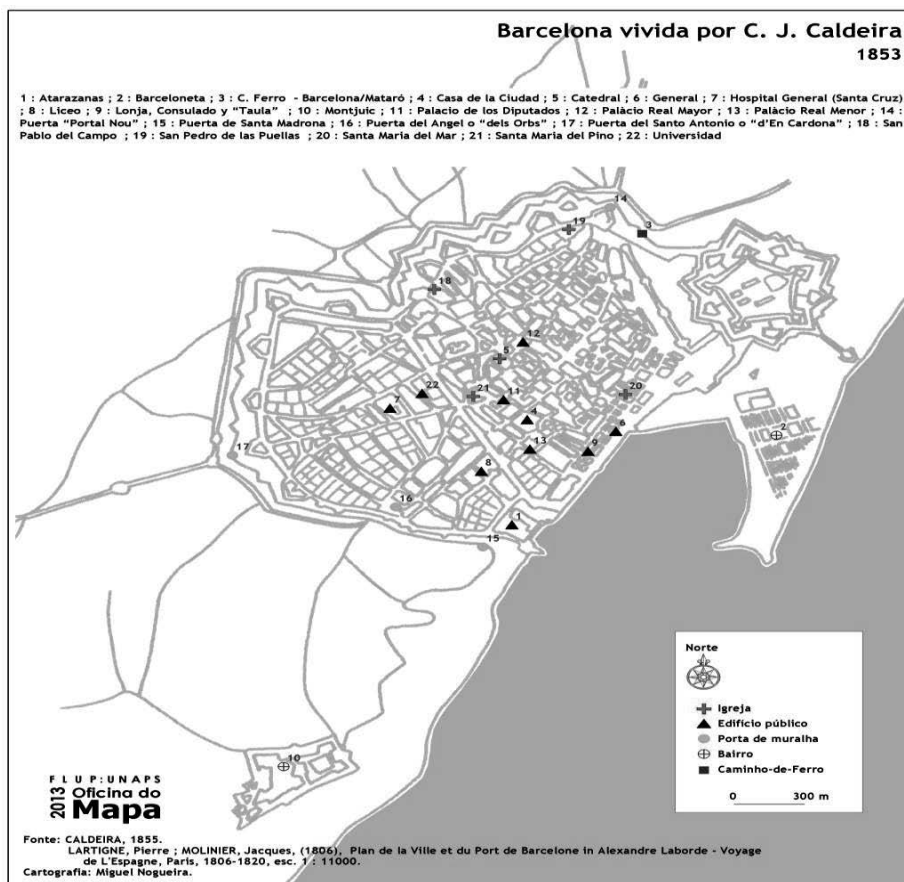 Barcelona vivida por C. J. Caldeira
1853
1 : Atarazanas ; 2 : Barceloneta ; 3 : C. Ferro - Barcelona/Mataró ; 4 : Casa de la Ciudad ; 5 : Catedral ; 6 : General ; 7 : Hospital General (Santa Cruz)
; 8 : Liceo ; 9 : Lonja, Consulado y “Taula” ; 10 : Montjuic ; 11 : Palacio de los Diputados ; 12 : Palàcio Real Mayor ; 13 : Palàcio Real Menor ; 14 :
Puerta “Portal Nou” ; 15 : Puerta de Santa Madrona ; 16 : Puerta del Angel o “dels Orbs” ; 17 : Puerta del Santo Antonio o “d’En Cardona” ; 18 : San
Pablo del Campo ; 19 : San Pedro de las Puellas ; 20 : Santa Maria del Mar ; 21 : Santa Maria del Pino ; 22 : Universidad
14
19
3
18
12
5
22
21
11
20
7
4
6
2
17
13
9
8
16
1
15
10
Norte
Igreja
Edifício público
Porta de muralha
Bairro
Caminho-de-Ferro
0 300 m
FLUP:UNAPS
2013 Oficina do
Mapa
Fonte: CALDEIRA, 1855.
LARTIGNE, Pierre ; MOLINIER, Jacques, (1806), Plan de la Ville et du Port de Barcelone in Alexandre Laborde - Voyage
de L'Espagne, Paris, 1806-1820, esc. 1 : 11000.
Cartografia: Miguel Nogueira.